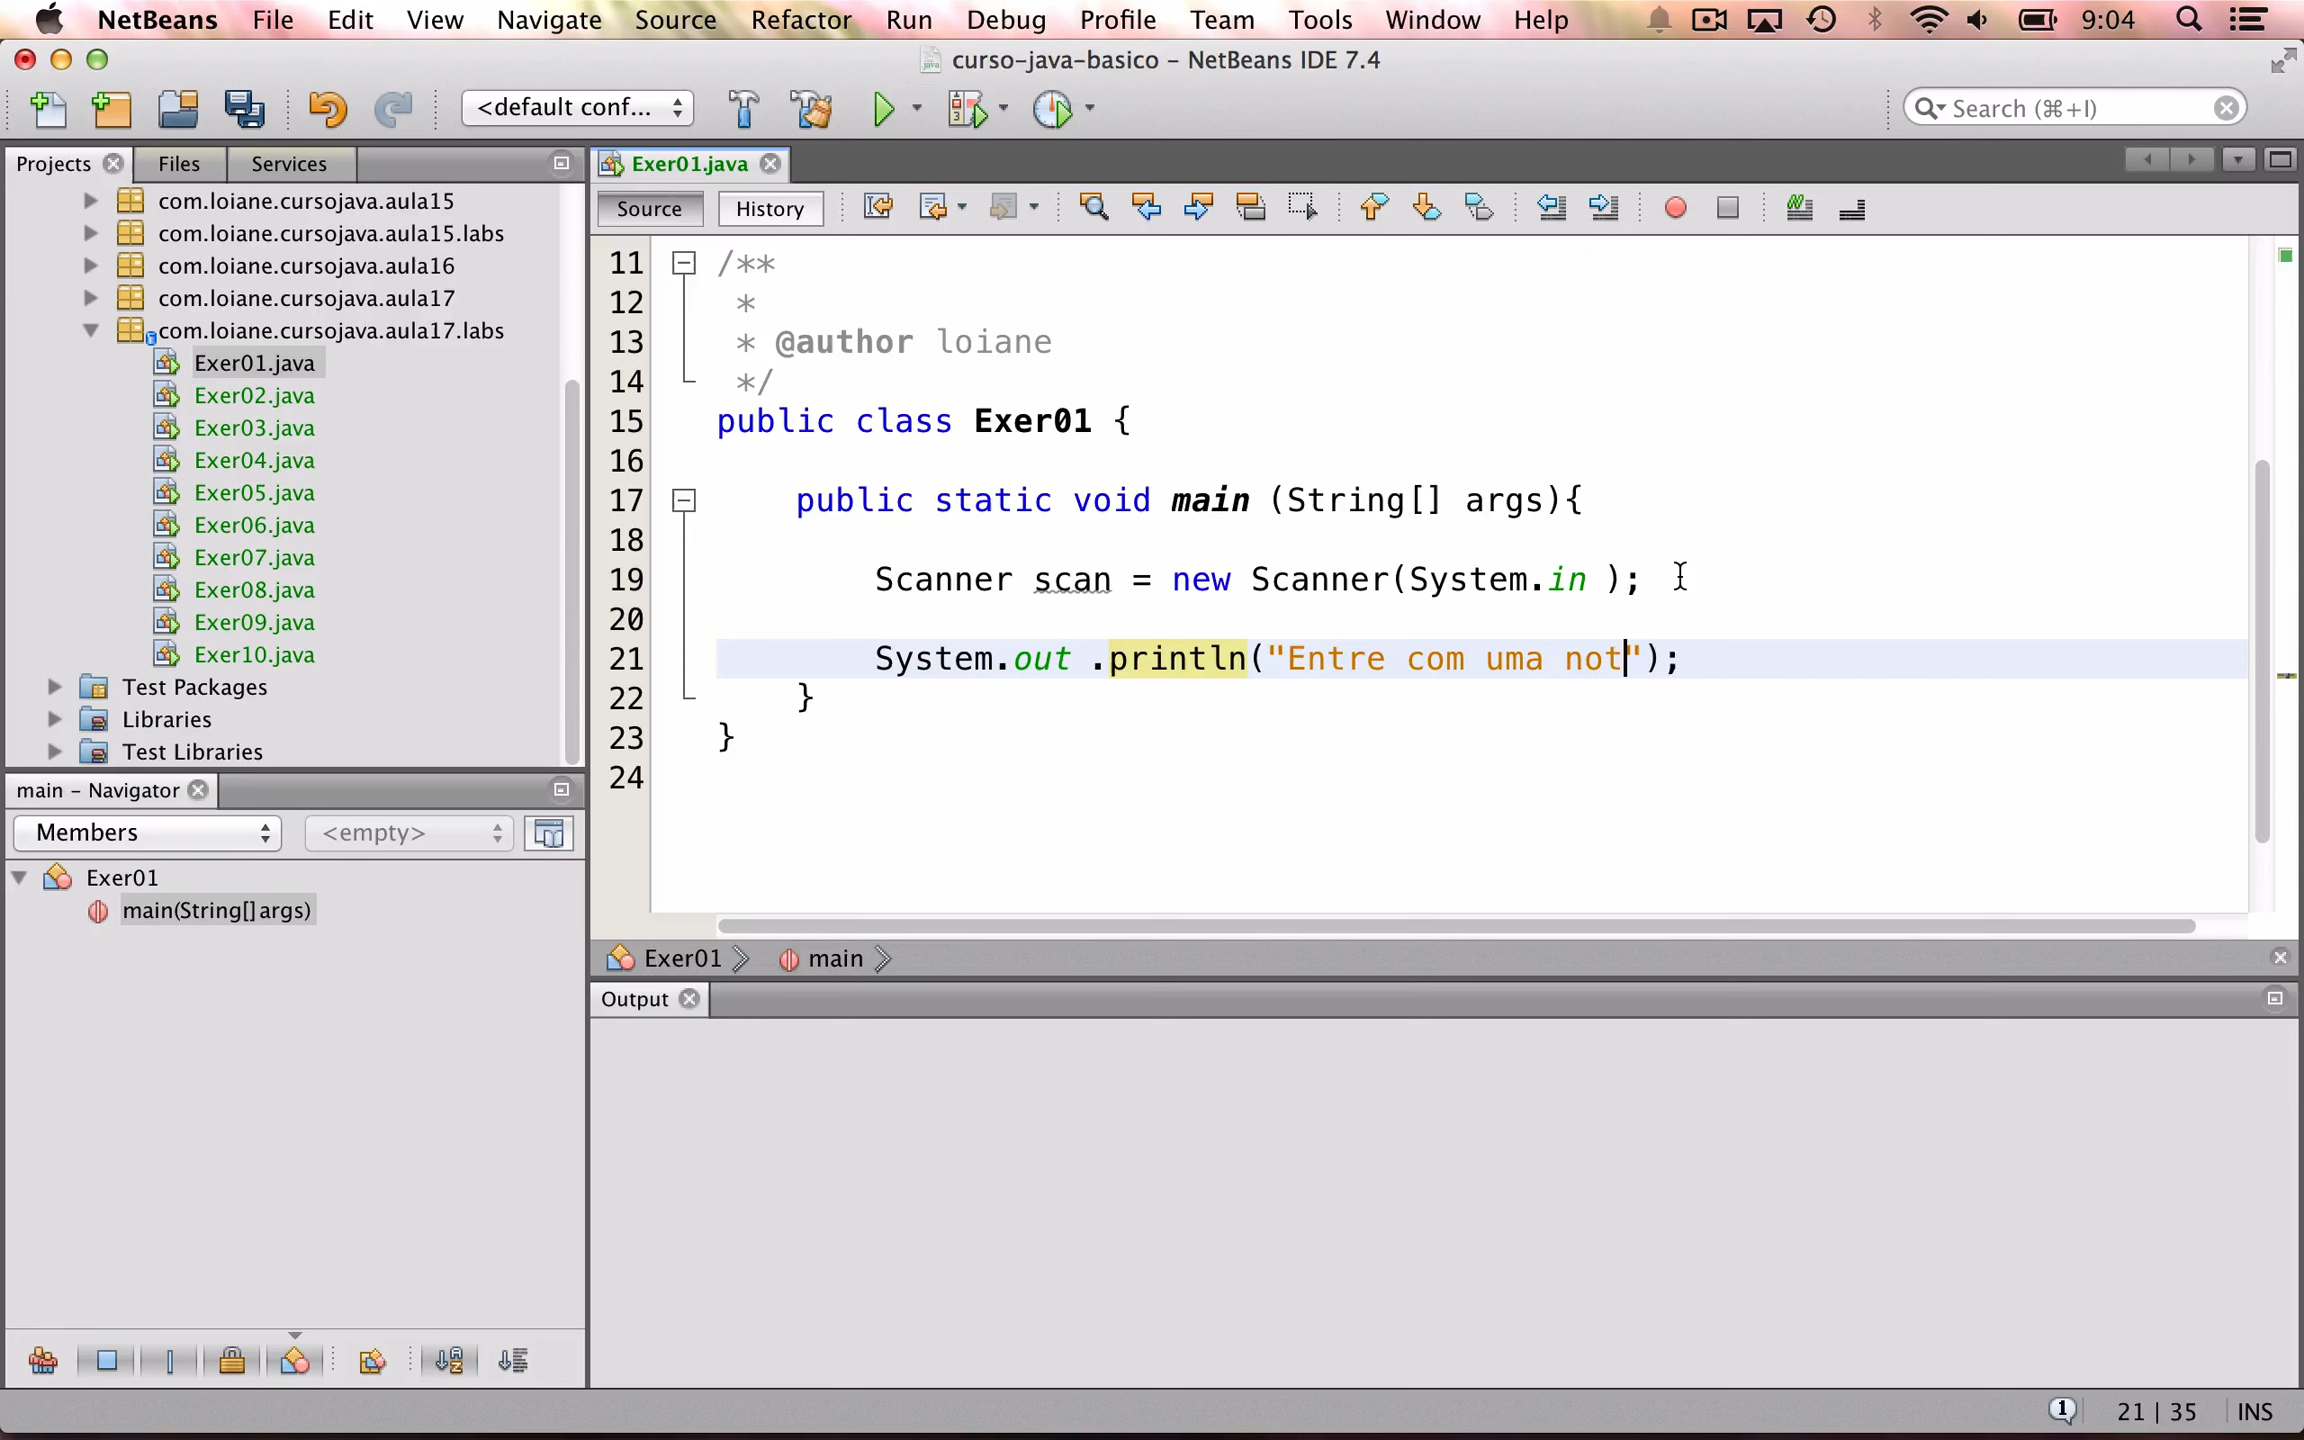 NetBeans File Edit View Navigate Source Refactor Run Debug Profile Team Tools Window Help 9:04
curso-java-basico - NetBeans IDE 7.4
<default conf... Search (⌘+I)
Projects Files Services
com.loiane.cursojava.aula15
com.loiane.cursojava.aula15.labs
com.loiane.cursojava.aula16
com.loiane.cursojava.aula17
com.loiane.cursojava.aula17.labs
Exer01.java
Exer02.java
Exer03.java
Exer04.java
Exer05.java
Exer06.java
Exer07.java
Exer08.java
Exer09.java
Exer10.java
Test Packages
Libraries
Test Libraries
main - Navigator
Members <empty>
Exer01
main(String[] args)
Exer01.java
Source History
11 /**
12 *
13 * @author loiane
14 */
15 public class Exer01 {
16
17 public static void main (String[] args){
18
19 Scanner scan = new Scanner(System.in );
20
21 System.out .println("Entre com uma not");
22 }
23 }
24
Exer01 main
Output
1 21 | 35 INS